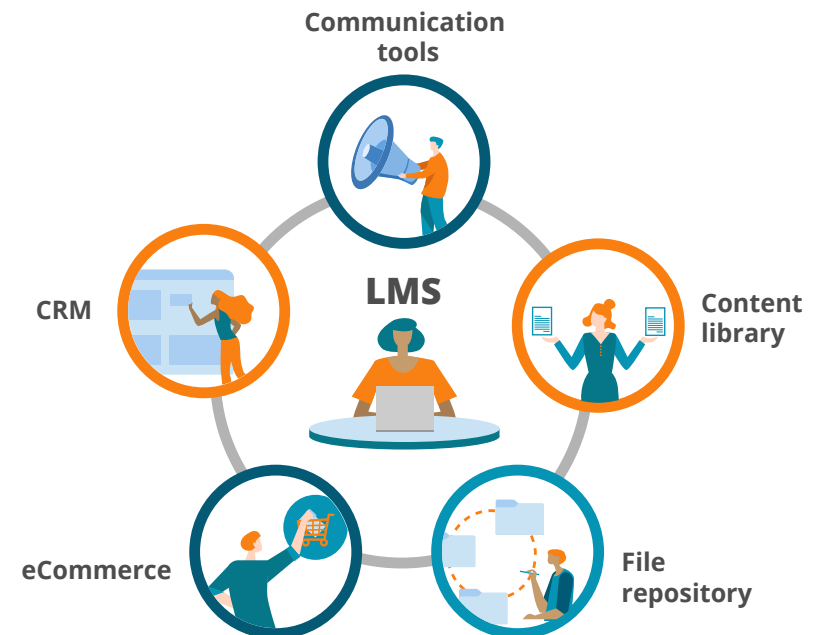 Communication
tools
LMS
CRM
Content
library
eCommerce
File
repository